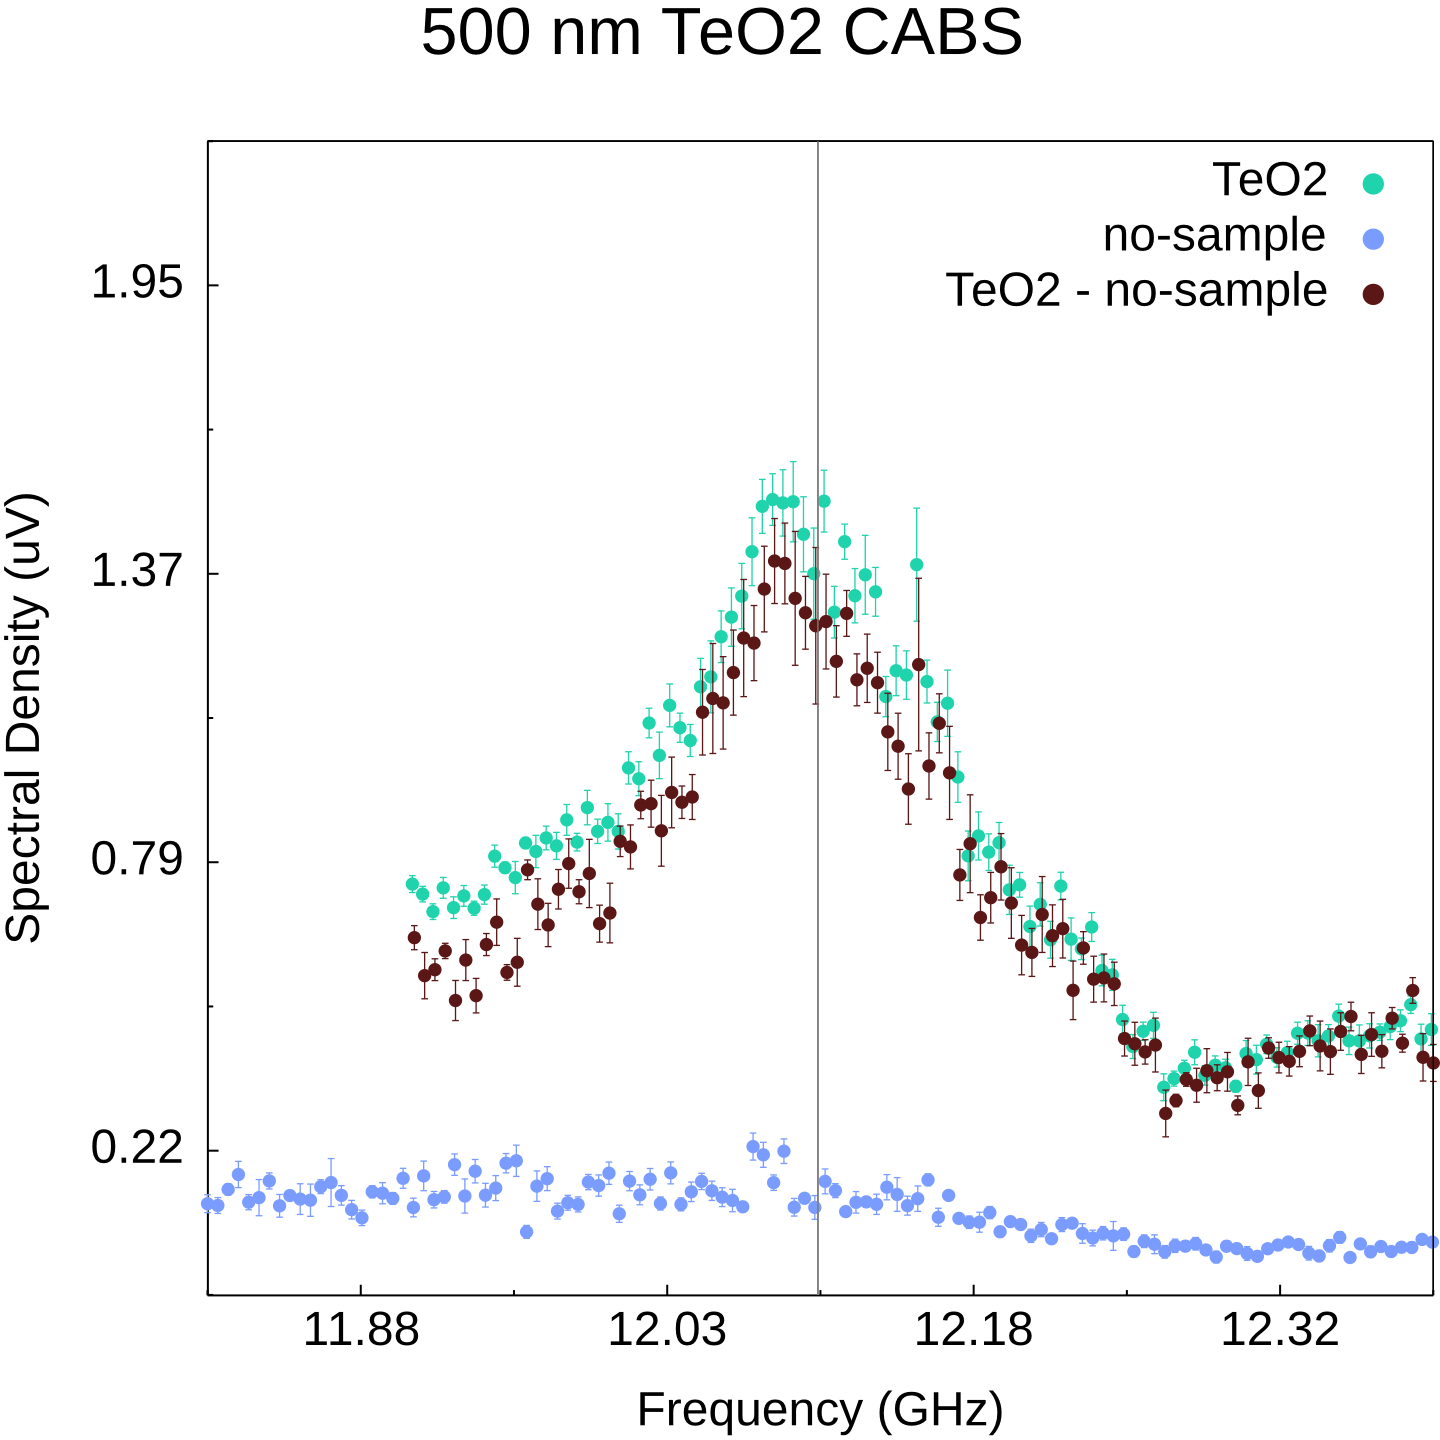 500 nm TeO2 CABS
TeO2
no-sample
TeO2 - no-sample
1.95
1.37
0.79
0.22
Spectral Density (uV)
11.88
12.03
12.18
12.32
Frequency (GHz)